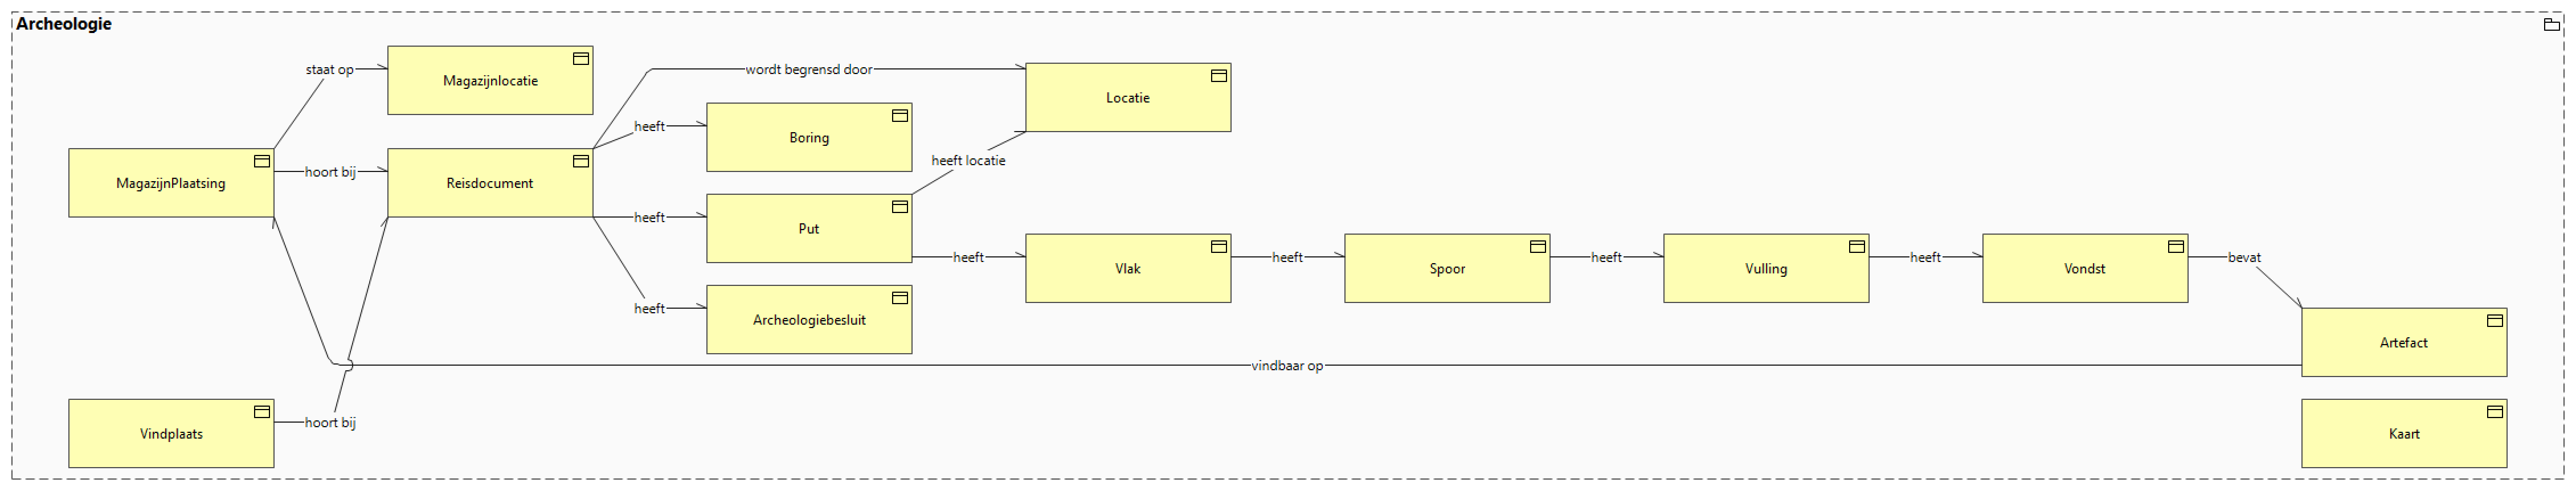 Archeologie
staat op
Magazijnlocatie
wordt begrensd door
Locatie
heeft
Boring
heeft locatie
MagazijnPlaatsing
hoort bij
Reisdocument
heeft
Put
heeft
Vlak
heeft
Spoor
heeft
Vulling
heeft
Vondst
bevat
heeft
Archeologiebesluit
Artefact
vindbaar op
Vindplaats
hoort bij
Kaart